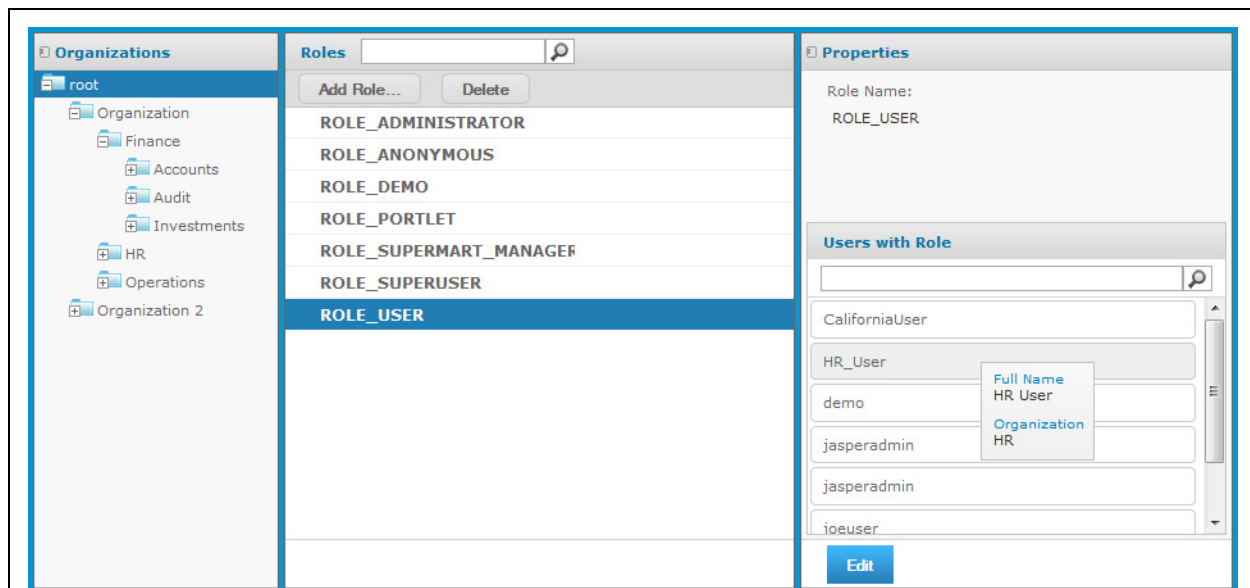 Organizations
root
Organization
Finance
Accounts
Audit
Investments
HR
Operations
Organization 2
Roles
Add Role...
Delete
ROLE_ADMINISTRATOR
ROLE_ANONYMOUS
ROLE_DEMO
ROLE_PORTLET
ROLE_SUPERMART_MANAGER
ROLE_SUPERUSER
ROLE_USER
Properties
Role Name:
ROLE_USER
Users with Role
CaliforniaUser
HR_User
Full Name
HR User
Organization
HR
demo
jasperadmin
jasperadmin
joeuser
Edit